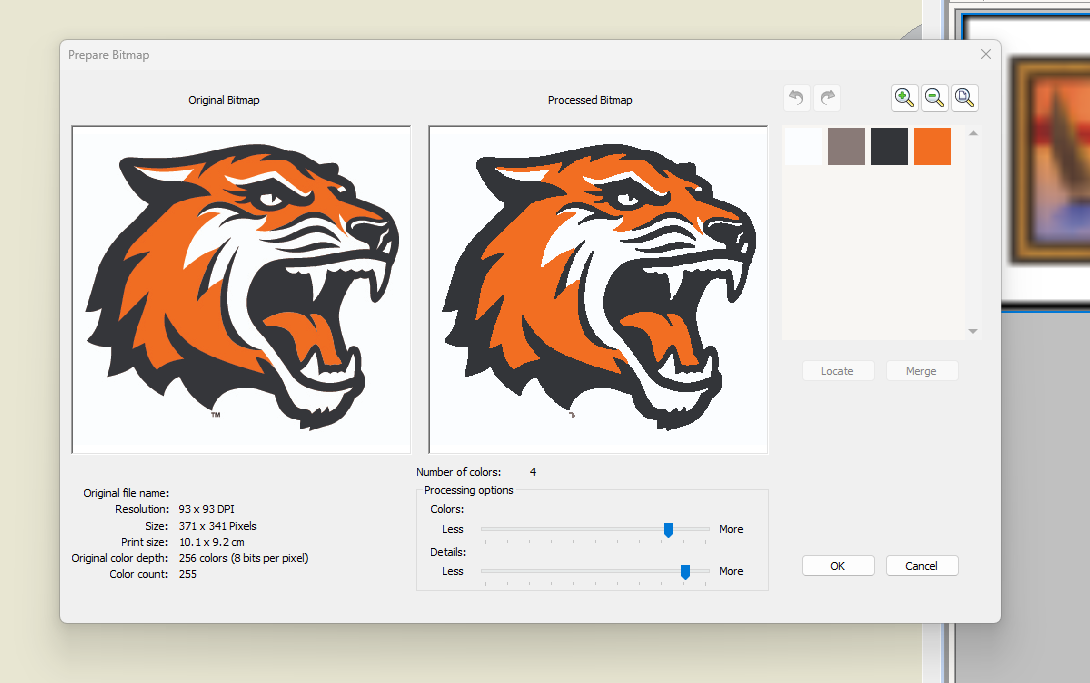 Prepare Bitmap
Original Bitmap
Processed Bitmap
TM
Number of colors: 4
Processing options
Colors:
Less More
Details:
Less More
Original file name:
Resolution: 93 x 93 DPI
Size: 371 x 341 Pixels
Print size: 10.1 x 9.2 cm
Original color depth: 256 colors (8 bits per pixel)
Color count: 255
Locate
Merge
OK
Cancel